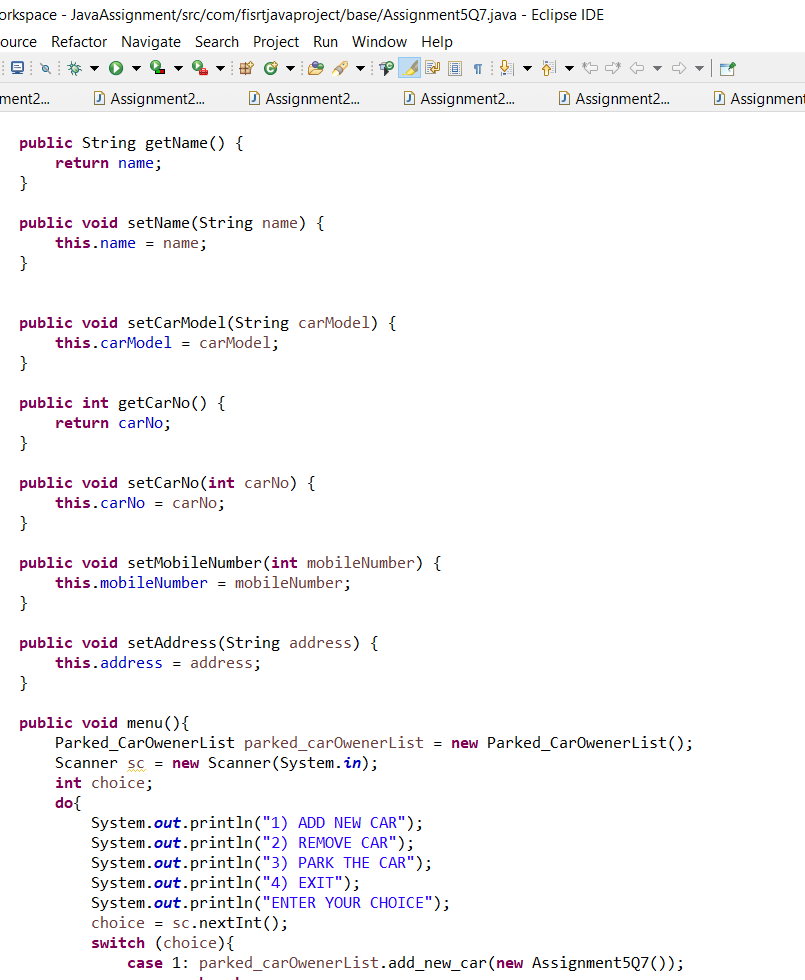 orkspace - JavaAssignment/src/com/fisrtjavaproject/base/Assignment5Q7.java - Eclipse IDE
ource Refactor Navigate Search Project Run Window Help
ment2... Assignment2... Assignment2... Assignment2... Assignment2... Assignment
public String getName() {
return name;
}
public void setName(String name) {
this.name = name;
}
public void setCarModel(String carModel) {
this.carModel = carModel;
}
public int getCarNo() {
return carNo;
}
public void setCarNo(int carNo) {
this.carNo = carNo;
}
public void setMobileNumber(int mobileNumber) {
this.mobileNumber = mobileNumber;
}
public void setAddress(String address) {
this.address = address;
}
public void menu(){
Parked_CarOwenerList parked_carOwenerList = new Parked_CarOwenerList();
Scanner sc = new Scanner(System.in);
int choice;
do{
System.out.println("1) ADD NEW CAR");
System.out.println("2) REMOVE CAR");
System.out.println("3) PARK THE CAR");
System.out.println("4) EXIT");
System.out.println("ENTER YOUR CHOICE");
choice = sc.nextInt();
switch (choice){
case 1: parked_carOwenerList.add_new_car(new Assignment5Q7());